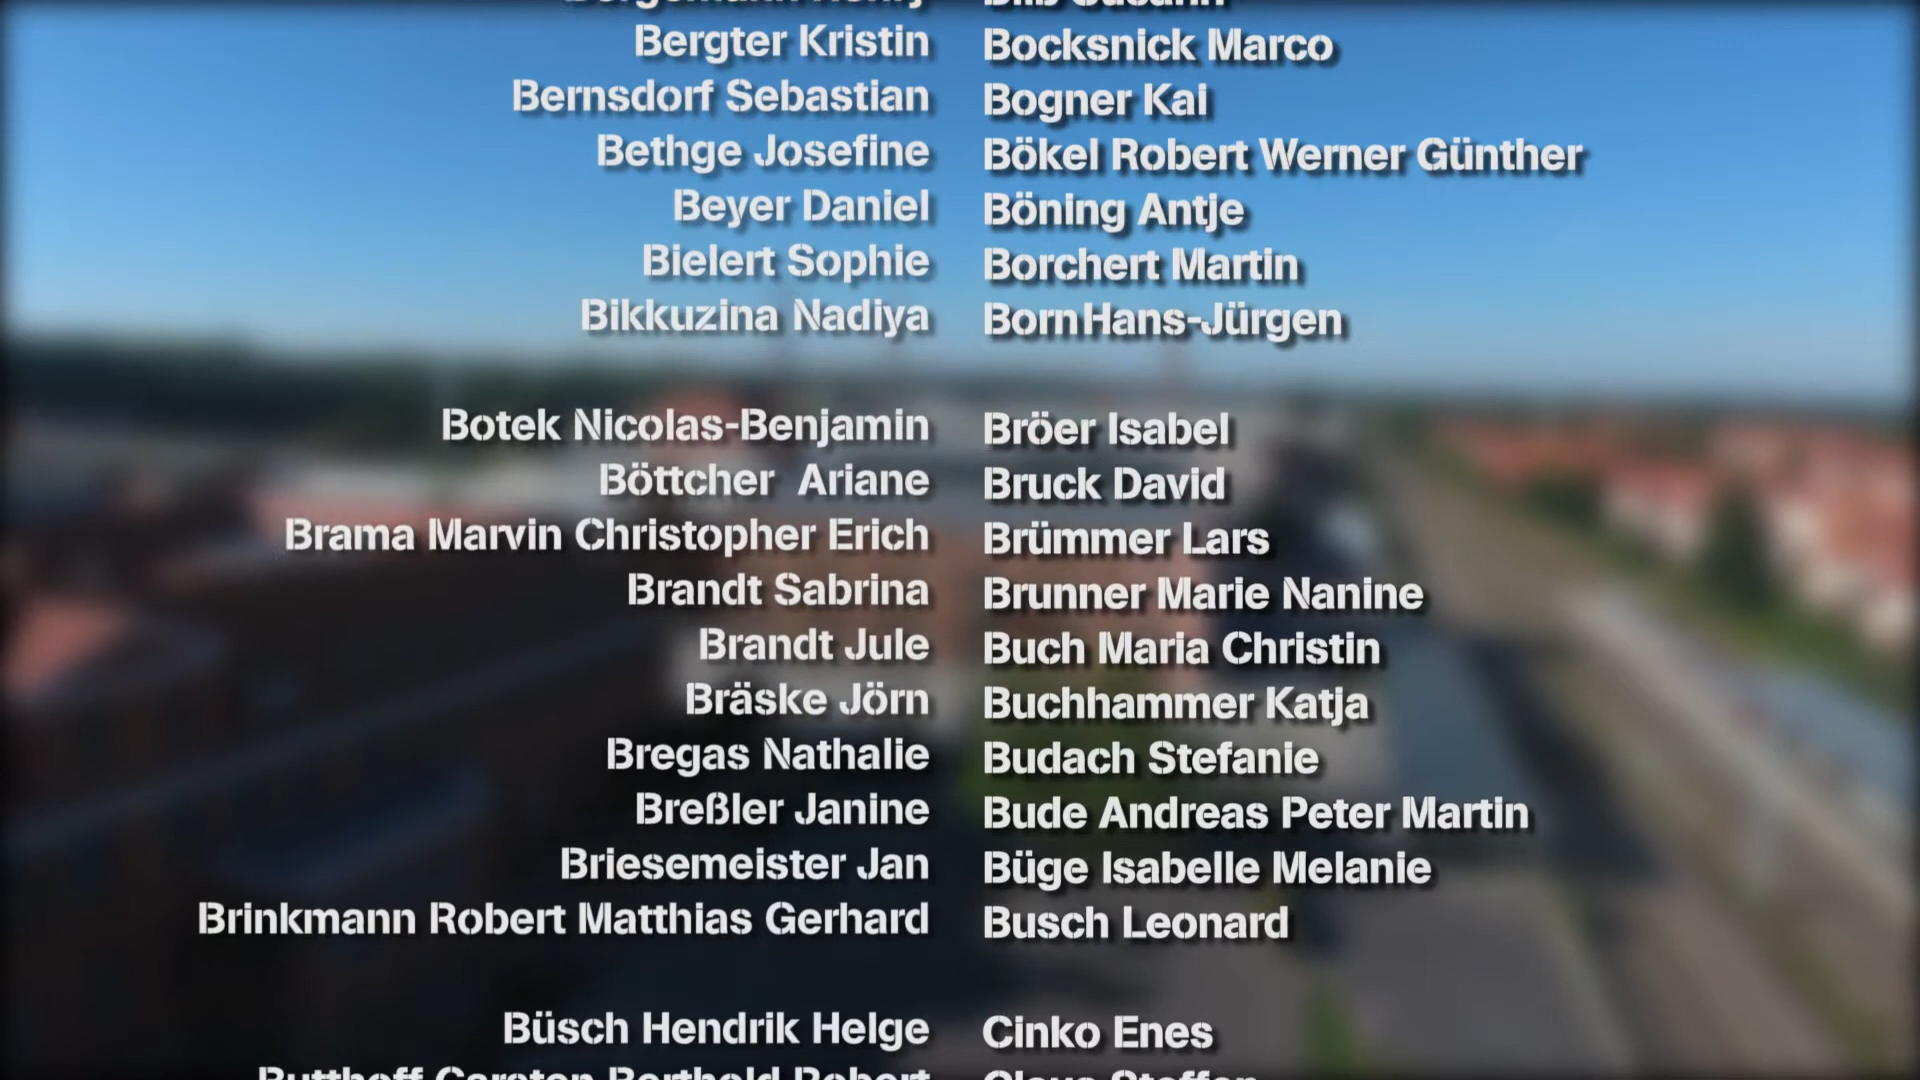 Bergter Kristin
Bernsdorf Sebastian
Bethge Josefine
Beyer Daniel
Bielert Sophie
Bikkuzina Nadiya
Bocksnick Marco
Bogner Kai
Bökel Robert Werner Günther
Böning Antje
Borchert Martin
BornHans-Jürgen
Botek Nicolas-Benjamin
Böttcher  Ariane
Brama Marvin Christopher Erich
Brandt Sabrina
Brandt Jule
Bräske Jörn
Bregas Nathalie
Breßler Janine
Briesemeister Jan
Brinkmann Robert Matthias Gerhard
Bröer Isabel
Bruck David
Brümmer Lars
Brunner Marie Nanine
Buch Maria Christin
Buchhammer Katja
Budach Stefanie
Bude Andreas Peter Martin
Büge Isabelle Melanie
Busch Leonard
Büsch Hendrik Helge
Butthoff Carsten Berthold Robert
Cinko Enes